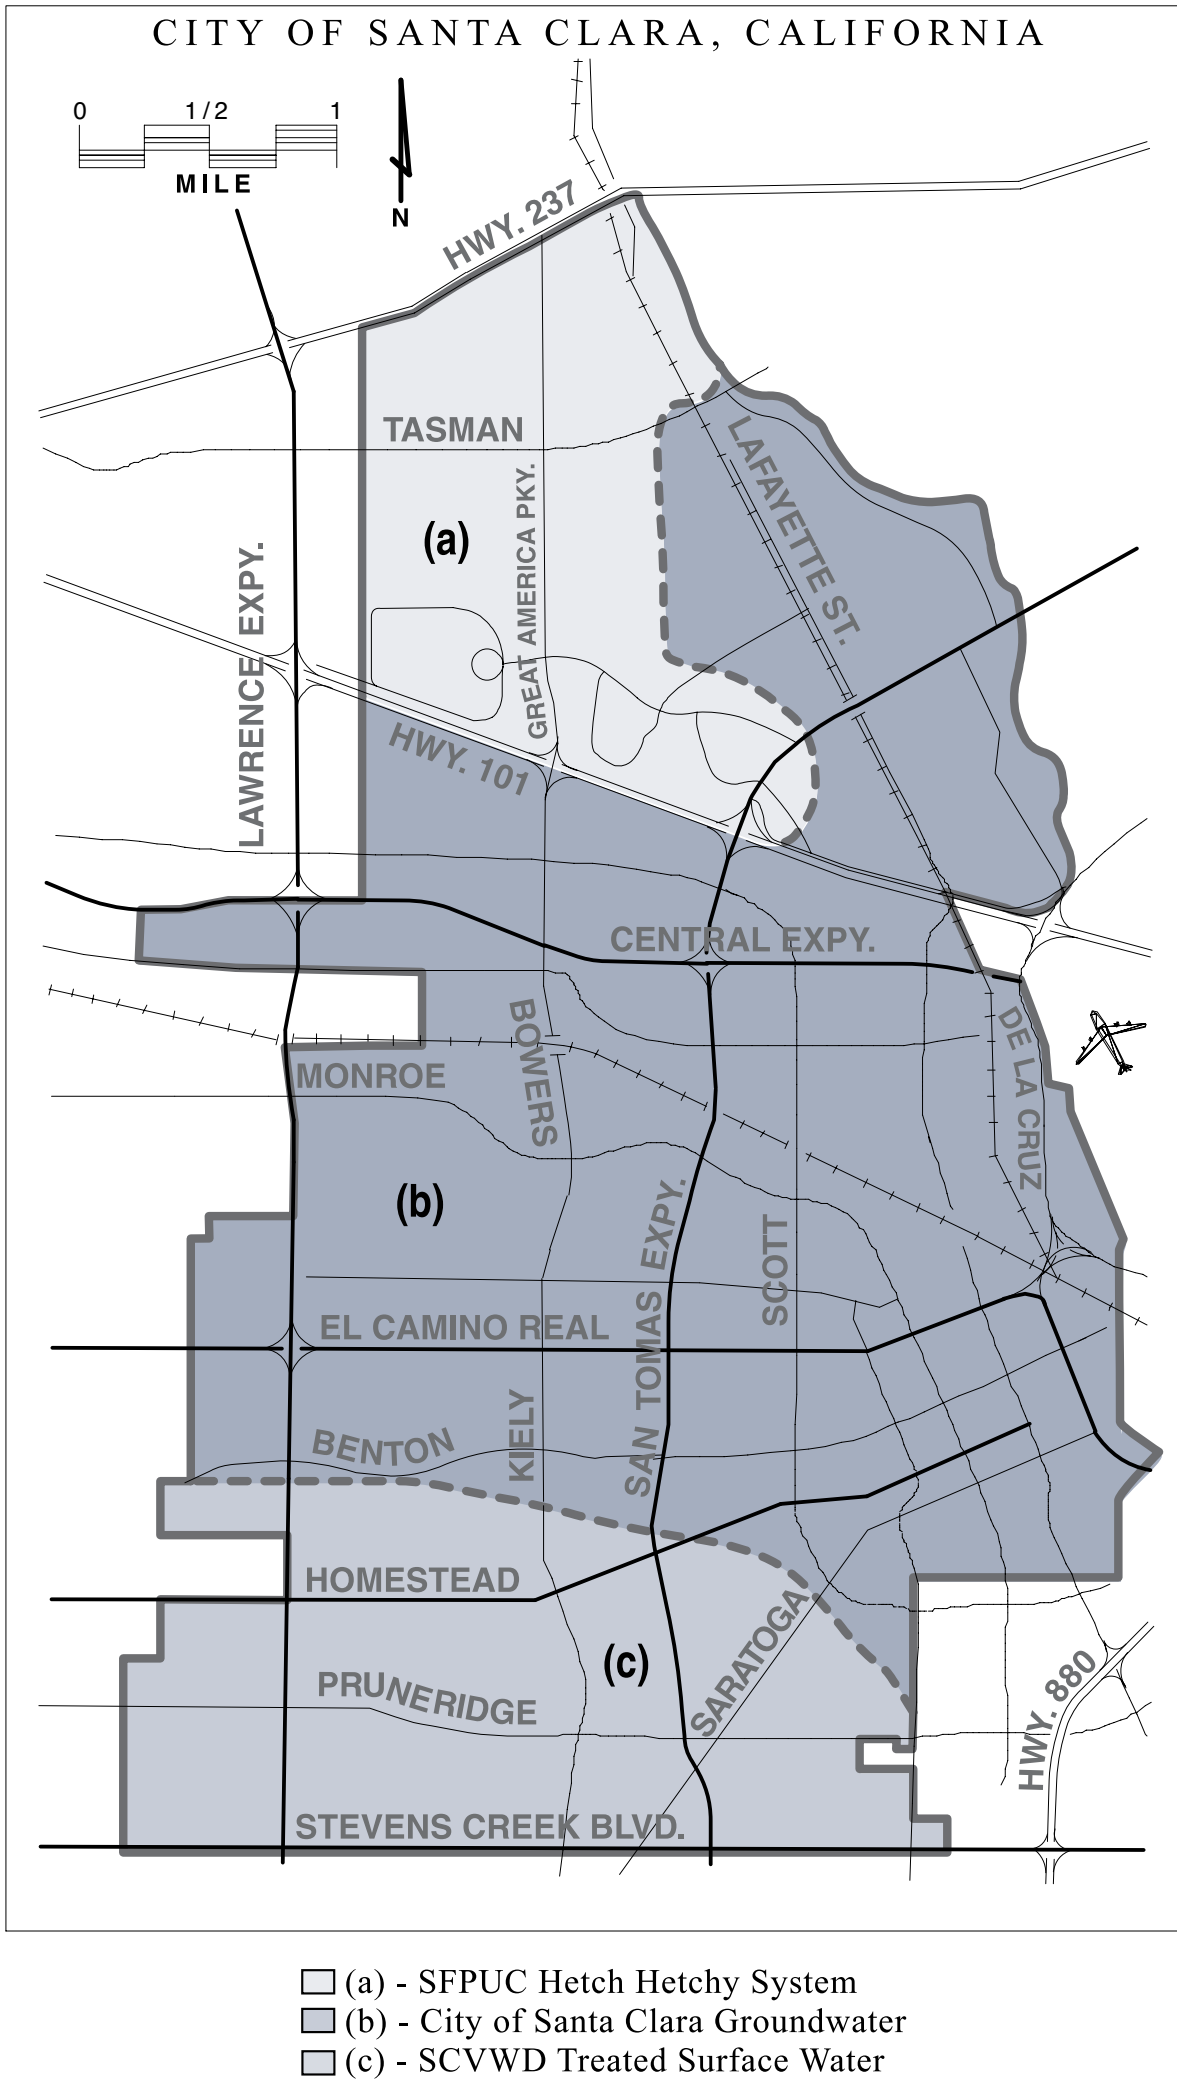 CITY OF SANTA CLARA, CALIFORNIA
0 1/2 1
MILE
N
HWY. 237
TASMAN
GREAT AMERICA PKY.
LAFAYETTE ST.
(a)
LAWRENCE EXPY.
HWY. 101
CENTRAL EXPY.
BOWERS
DE LA CRUZ
MONROE
(b)
SAN TOMAS EXPY.
SCOTT
EL CAMINO REAL
KIELY
BENTON
HOMESTEAD
SARATOGA
(c)
PRUNERIDGE
HWY. 880
STEVENS CREEK BLVD.
(a) - SFPUC Hetch Hetchy System
(b) - City of Santa Clara Groundwater
(c) - SCVWD Treated Surface Water